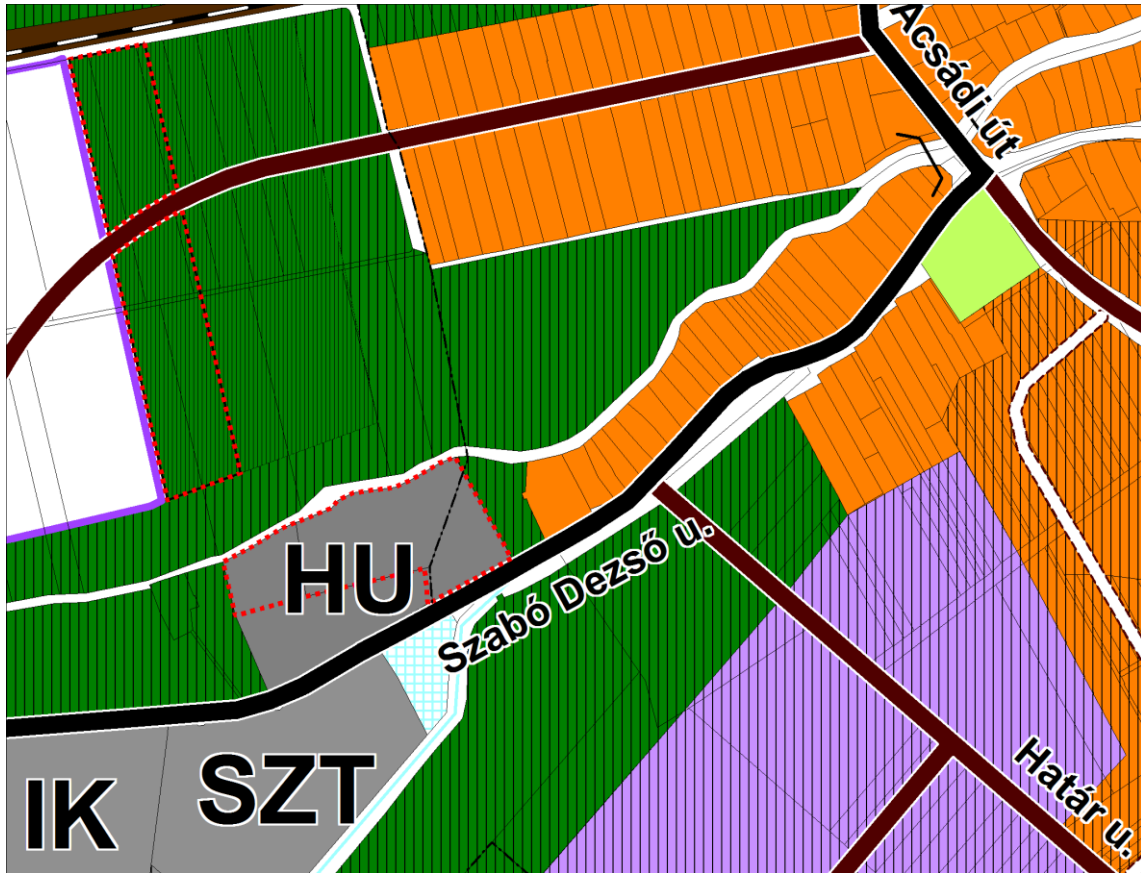 Acsádi út
HU
Szabó Dezső u.
SZT
IK
Határ u.